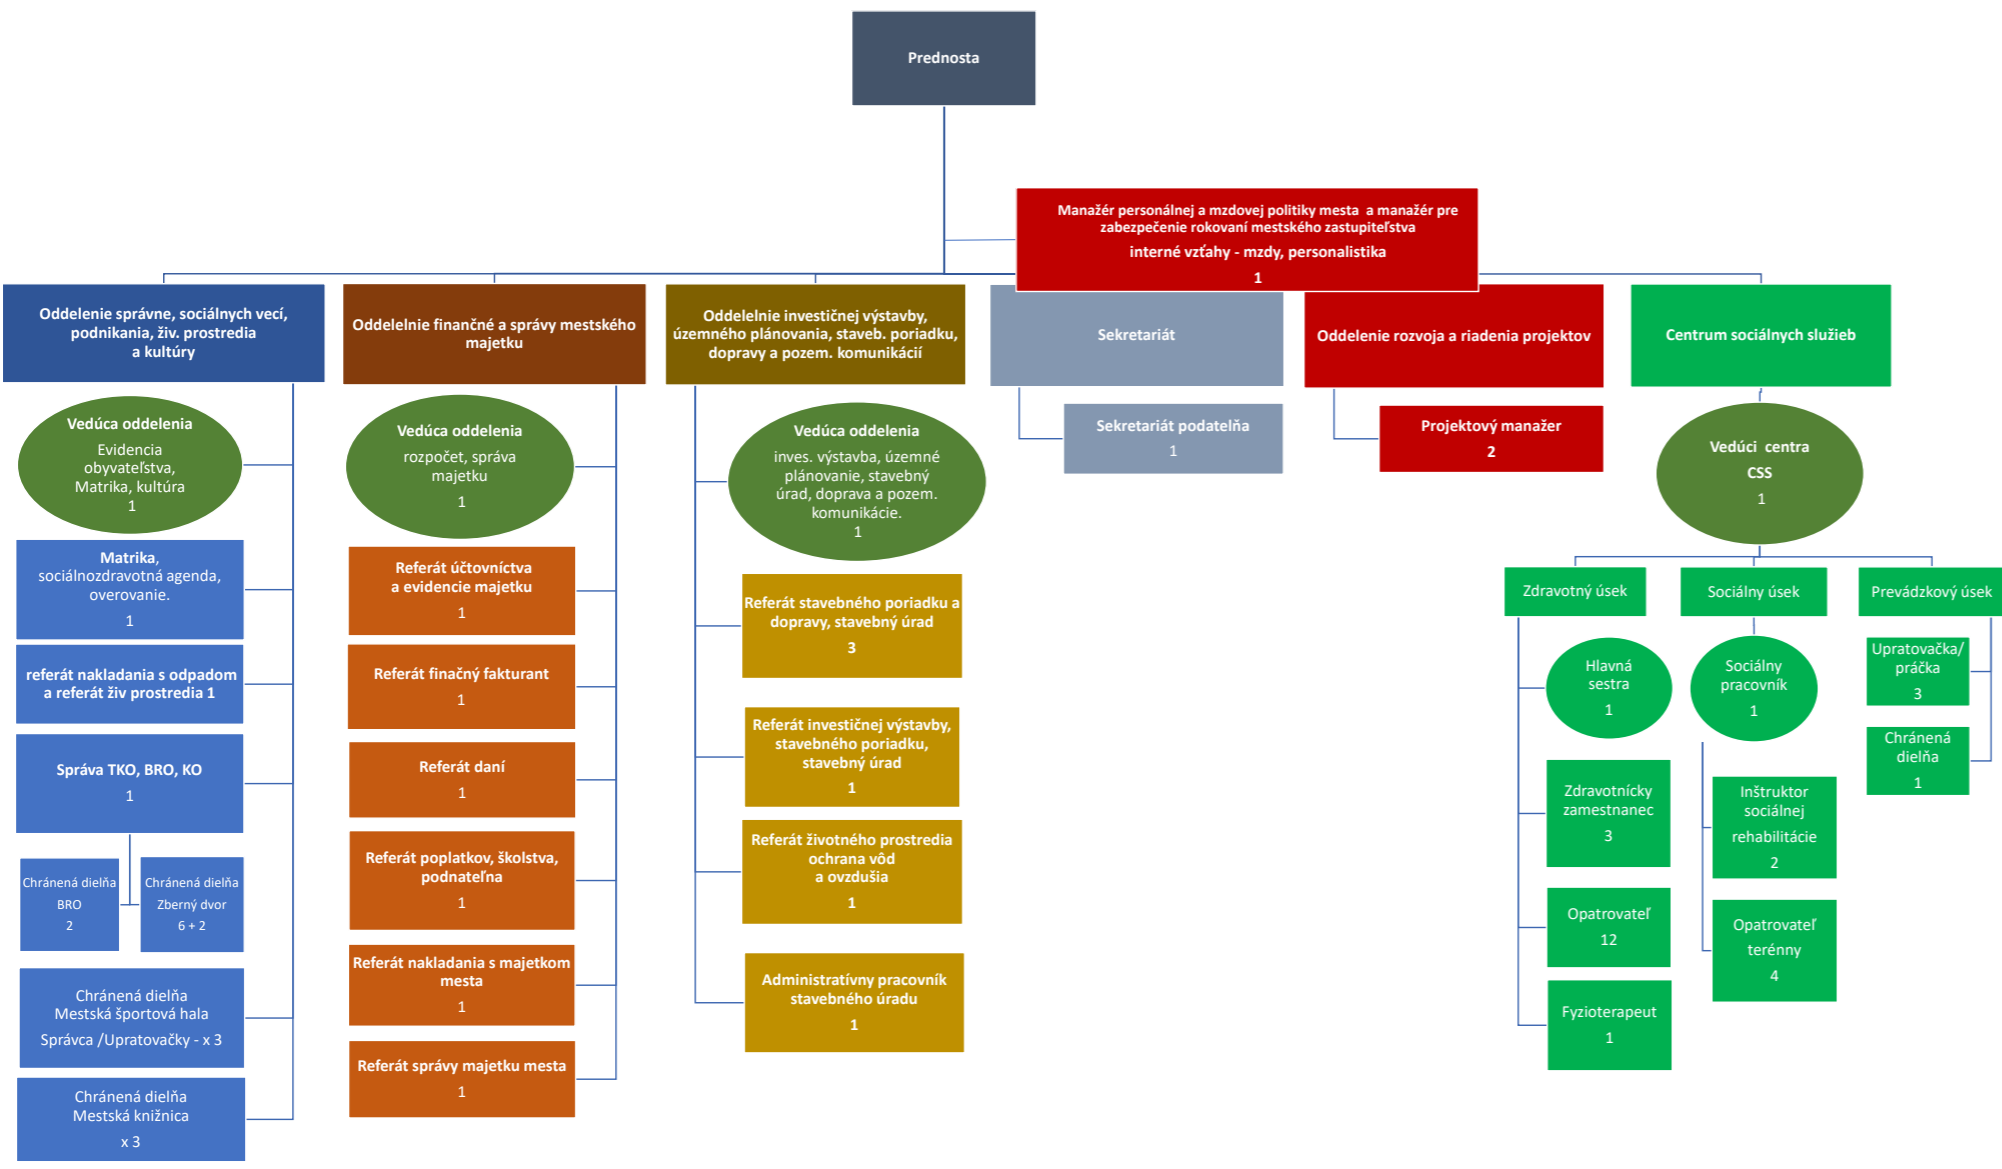 Prednosta
Manažér personálnej a mzdovej politiky mesta a manažér pre
zabezpečenie rokovaní mestského zastupiteľstva
interné vzťahy - mzdy, personalistika
1
Oddelenie správne, sociálnych vecí,
podnikania, živ. prostredia
a kultúry
Vedúca oddelenia
Evidencia
obyvateľstva,
Matrika, kultúra
1
Matrika,
sociálnozdravotná agenda,
overovanie.
1
referát nakladania s odpadom
a referát živ prostredia 1
Správa TKO, BRO, KO
1
Chránená dielňa
BRO
2
Chránená dielňa
Zberný dvor
6 + 2
Chránená dielňa
Mestská športová hala
Správca /Upratovačky - x 3
Chránená dielňa
Mestská knižnica
x 3
Oddelelnie finančné a správy mestského
majetku
Vedúca oddelenia
rozpočet, správa
majetku
1
Referát účtovníctva
a evidencie majetku
1
Referát finačný fakturant
1
Referát daní
1
Referát poplatkov, školstva,
podnateľna
1
Referát nakladania s majetkom
mesta
1
Referát správy majetku mesta
1
Oddelelnie investičnej výstavby,
územného plánovania, staveb. poriadku,
dopravy a pozem. komunikácií
Vedúca oddelenia
inves. výstavba, územné
plánovanie, stavebný
úrad, doprava a pozem.
komunikácie.
1
Referát stavebného poriadku a
dopravy, stavebný úrad
3
Referát investičnej výstavby,
stavebného poriadku,
stavebný úrad
1
Referát životného prostredia
ochrana vôd
a ovzdušia
1
Administratívny pracovník
stavebného úradu
1
Sekretariát
Sekretariát podatelňa
1
Oddelenie rozvoja a riadenia projektov
Projektový manažer
2
Centrum sociálnych služieb
Vedúci centra
CSS
1
Zdravotný úsek
Hlavná
sestra
1
Zdravotnícky
zamestnanec
3
Opatrovateľ
12
Fyzioterapeut
1
Sociálny úsek
Sociálny
pracovník
1
Inštruktor
sociálnej
rehabilitácie
2
Opatrovateľ
terénny
4
Prevádzkový úsek
Upratovačka/
práčka
3
Chránená
dielňa
1